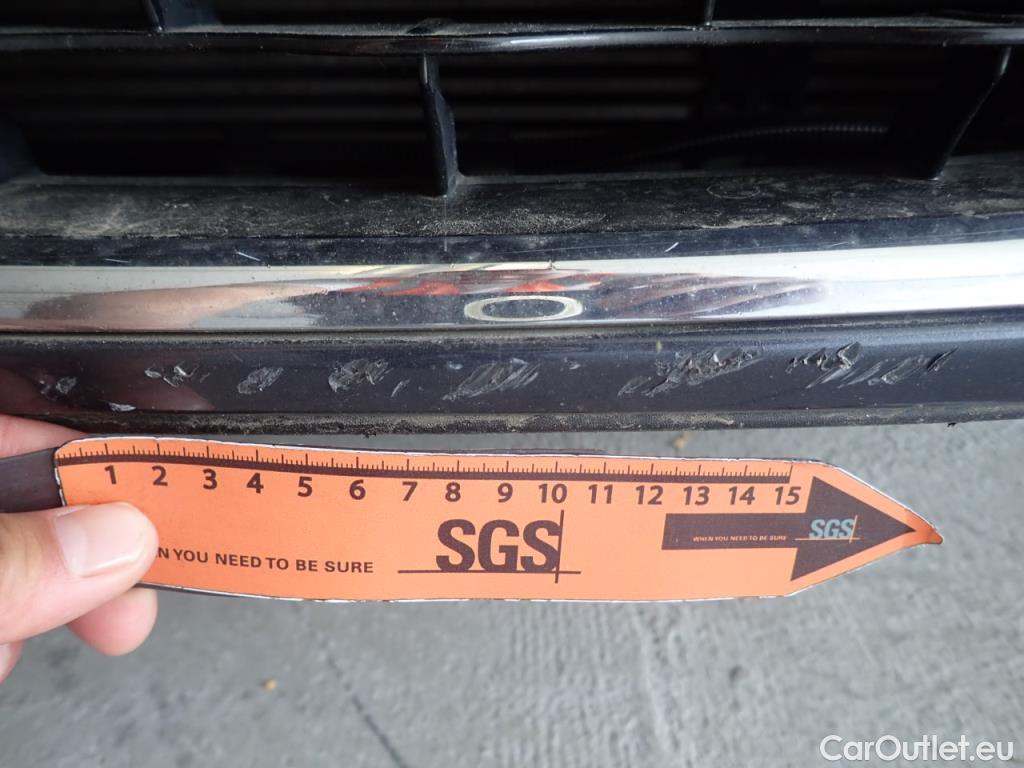 1 2 3 4 5 6 7 8 9 10 11 12 13 14 15
SGS
WHEN YOU NEED TO BE SURE
SGS
N YOU NEED TO BE SURE
CarOutlet.eu